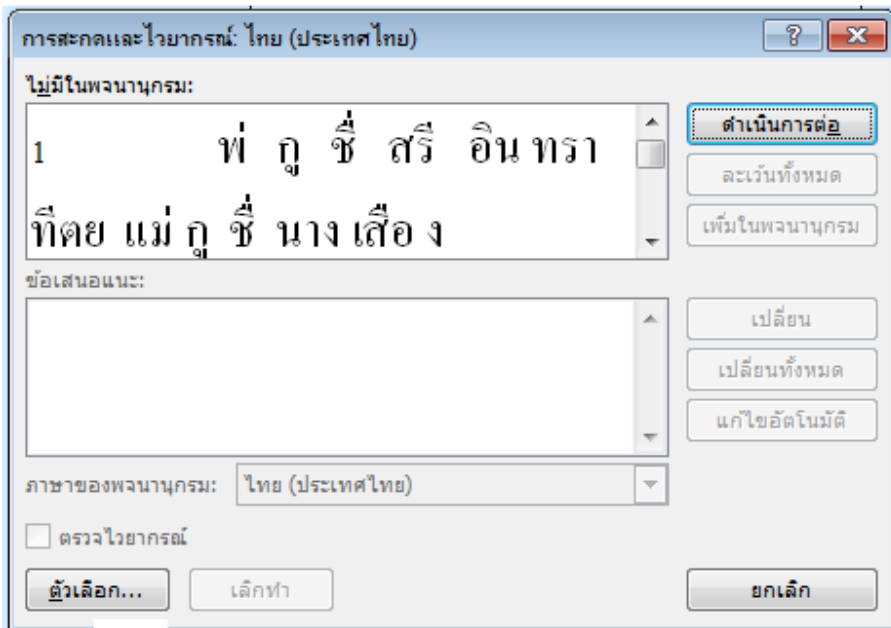 การสะกดและไวยากรณ์: ไทย (ประเทศไทย)
ไม่มีในพจนานุกรม:
1 พ่ กู ชื่ สรี อิน ทรา
ทีตย แม่ กู ชื่ นาง เสือ ง
ดำเนินการต่อ
ละเว้นทั้งหมด
เพิ่มในพจนานุกรม
ข้อเสนอแนะ:
เปลี่ยน
เปลี่ยนทั้งหมด
แก้ไขอัตโนมัติ
ภาษาของพจนานุกรม: ไทย (ประเทศไทย)
ตรวจไวยากรณ์
ตัวเลือก... เลิกทำ ยกเลิก